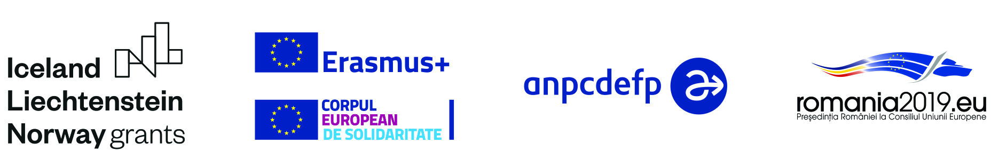 Iceland
Liechtenstein
Norway grants
Erasmus+
CORPUL
EUROPEAN
DE SOLIDARITATE
anpcdefp
romania2019.eu
Președinția României la Consiliul Uniunii Europene